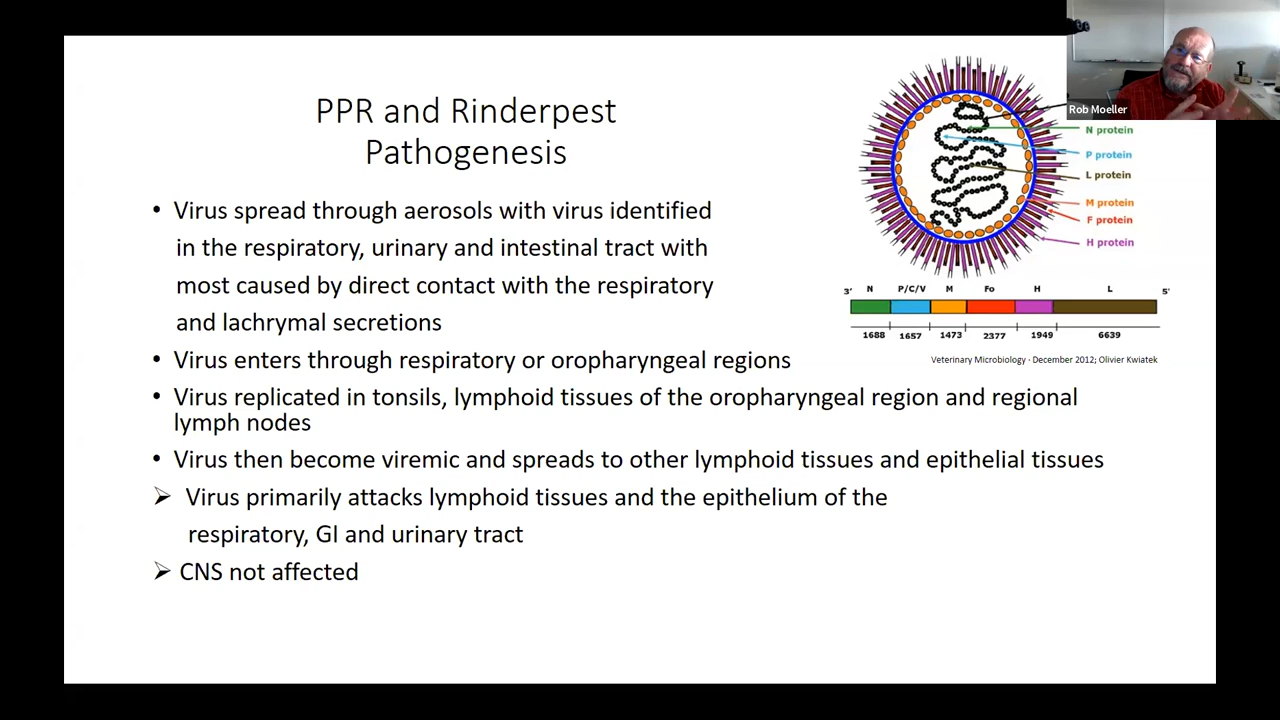 Rob Moeller
PPR and Rinderpest
Pathogenesis
• Virus spread through aerosols with virus identified
in the respiratory, urinary and intestinal tract with
most caused by direct contact with the respiratory
and lachrymal secretions
• Virus enters through respiratory or oropharyngeal regions
• Virus replicated in tonsils, lymphoid tissues of the oropharyngeal region and regional
lymph nodes
• Virus then become viremic and spreads to other lymphoid tissues and epithelial tissues
➢ Virus primarily attacks lymphoid tissues and the epithelium of the
respiratory, GI and urinary tract
➢ CNS not affected
N protein
P protein
L protein
M protein
F protein
H protein
3' N P/C/V M Fo H L 5'
1688 1657 1473 2377 1949 6639
Veterinary Microbiology - December 2012; Olivier Kwiatek